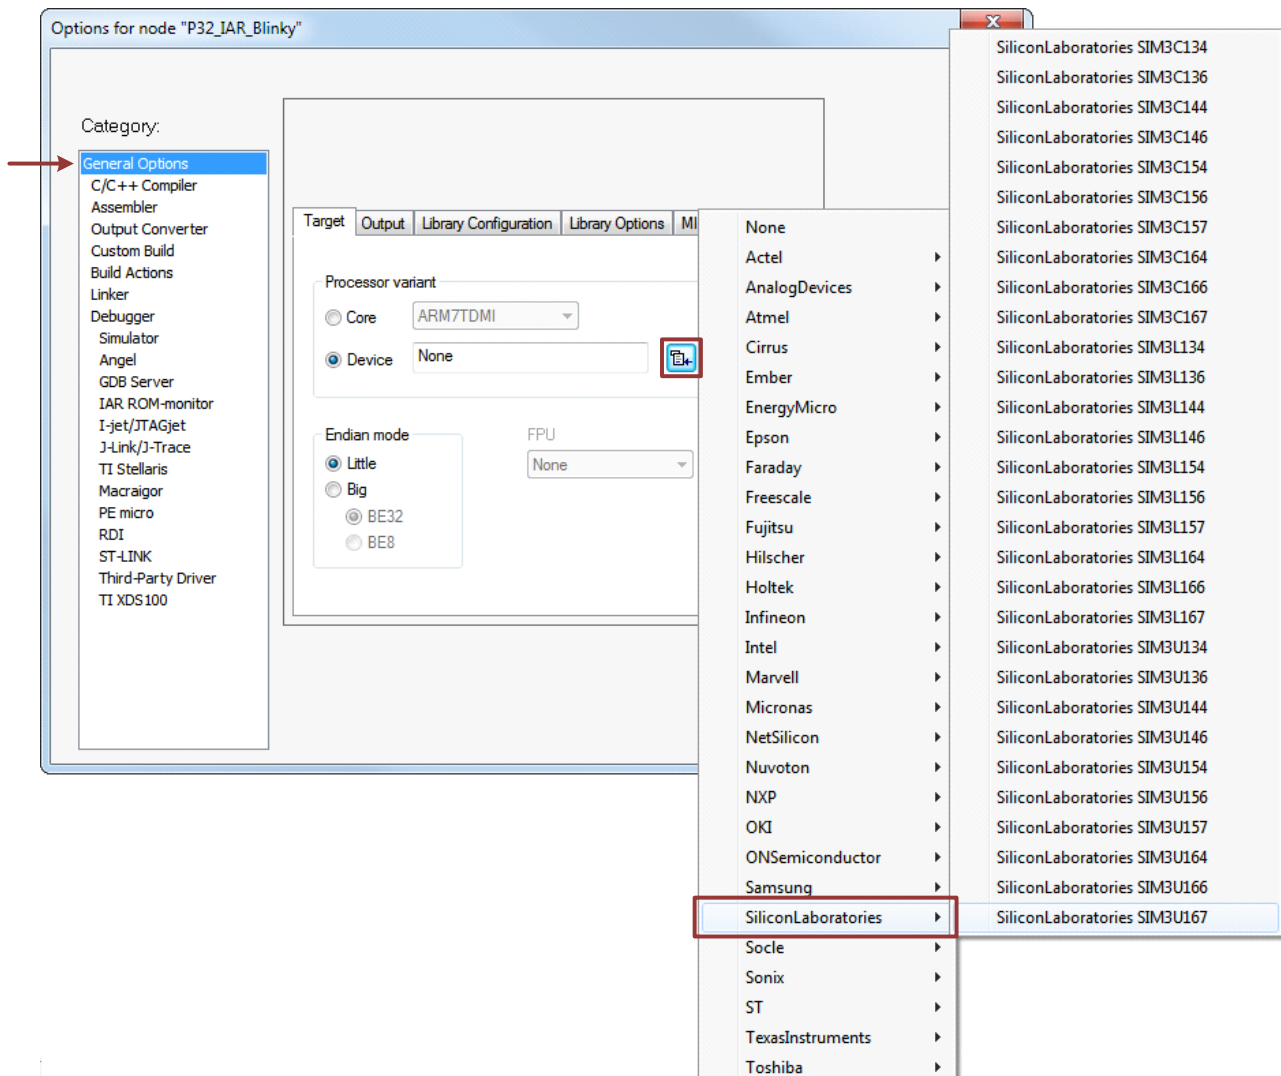 Options for node "P32_IAR_Blinky"
Category:
General Options
C/C++ Compiler
Assembler
Output Converter
Custom Build
Build Actions
Linker
Debugger
Simulator
Angel
GDB Server
IAR ROM-monitor
I-jet/JTAGjet
J-Link/J-Trace
TI Stellaris
Macraigor
PE micro
RDI
ST-LINK
Third-Party Driver
TI XDS100
Target
Output
Library Configuration
Library Options
MI
Processor variant
Core
ARM7TDMI
Device
None
Endian mode
Little
Big
BE32
BE8
FPU
None
None
Actel
AnalogDevices
Atmel
Cirrus
Ember
EnergyMicro
Epson
Faraday
Freescale
Fujitsu
Hilscher
Holtek
Infineon
Intel
Marvell
Micronas
NetSilicon
Nuvoton
NXP
OKI
ONSemiconductor
Samsung
SiliconLaboratories
Socle
Sonix
ST
TexasInstruments
Toshiba
SiliconLaboratories SIM3C134
SiliconLaboratories SIM3C136
SiliconLaboratories SIM3C144
SiliconLaboratories SIM3C146
SiliconLaboratories SIM3C154
SiliconLaboratories SIM3C156
SiliconLaboratories SIM3C157
SiliconLaboratories SIM3C164
SiliconLaboratories SIM3C166
SiliconLaboratories SIM3C167
SiliconLaboratories SIM3L134
SiliconLaboratories SIM3L136
SiliconLaboratories SIM3L144
SiliconLaboratories SIM3L146
SiliconLaboratories SIM3L154
SiliconLaboratories SIM3L156
SiliconLaboratories SIM3L157
SiliconLaboratories SIM3L164
SiliconLaboratories SIM3L166
SiliconLaboratories SIM3L167
SiliconLaboratories SIM3U134
SiliconLaboratories SIM3U136
SiliconLaboratories SIM3U144
SiliconLaboratories SIM3U146
SiliconLaboratories SIM3U154
SiliconLaboratories SIM3U156
SiliconLaboratories SIM3U157
SiliconLaboratories SIM3U164
SiliconLaboratories SIM3U166
SiliconLaboratories SIM3U167